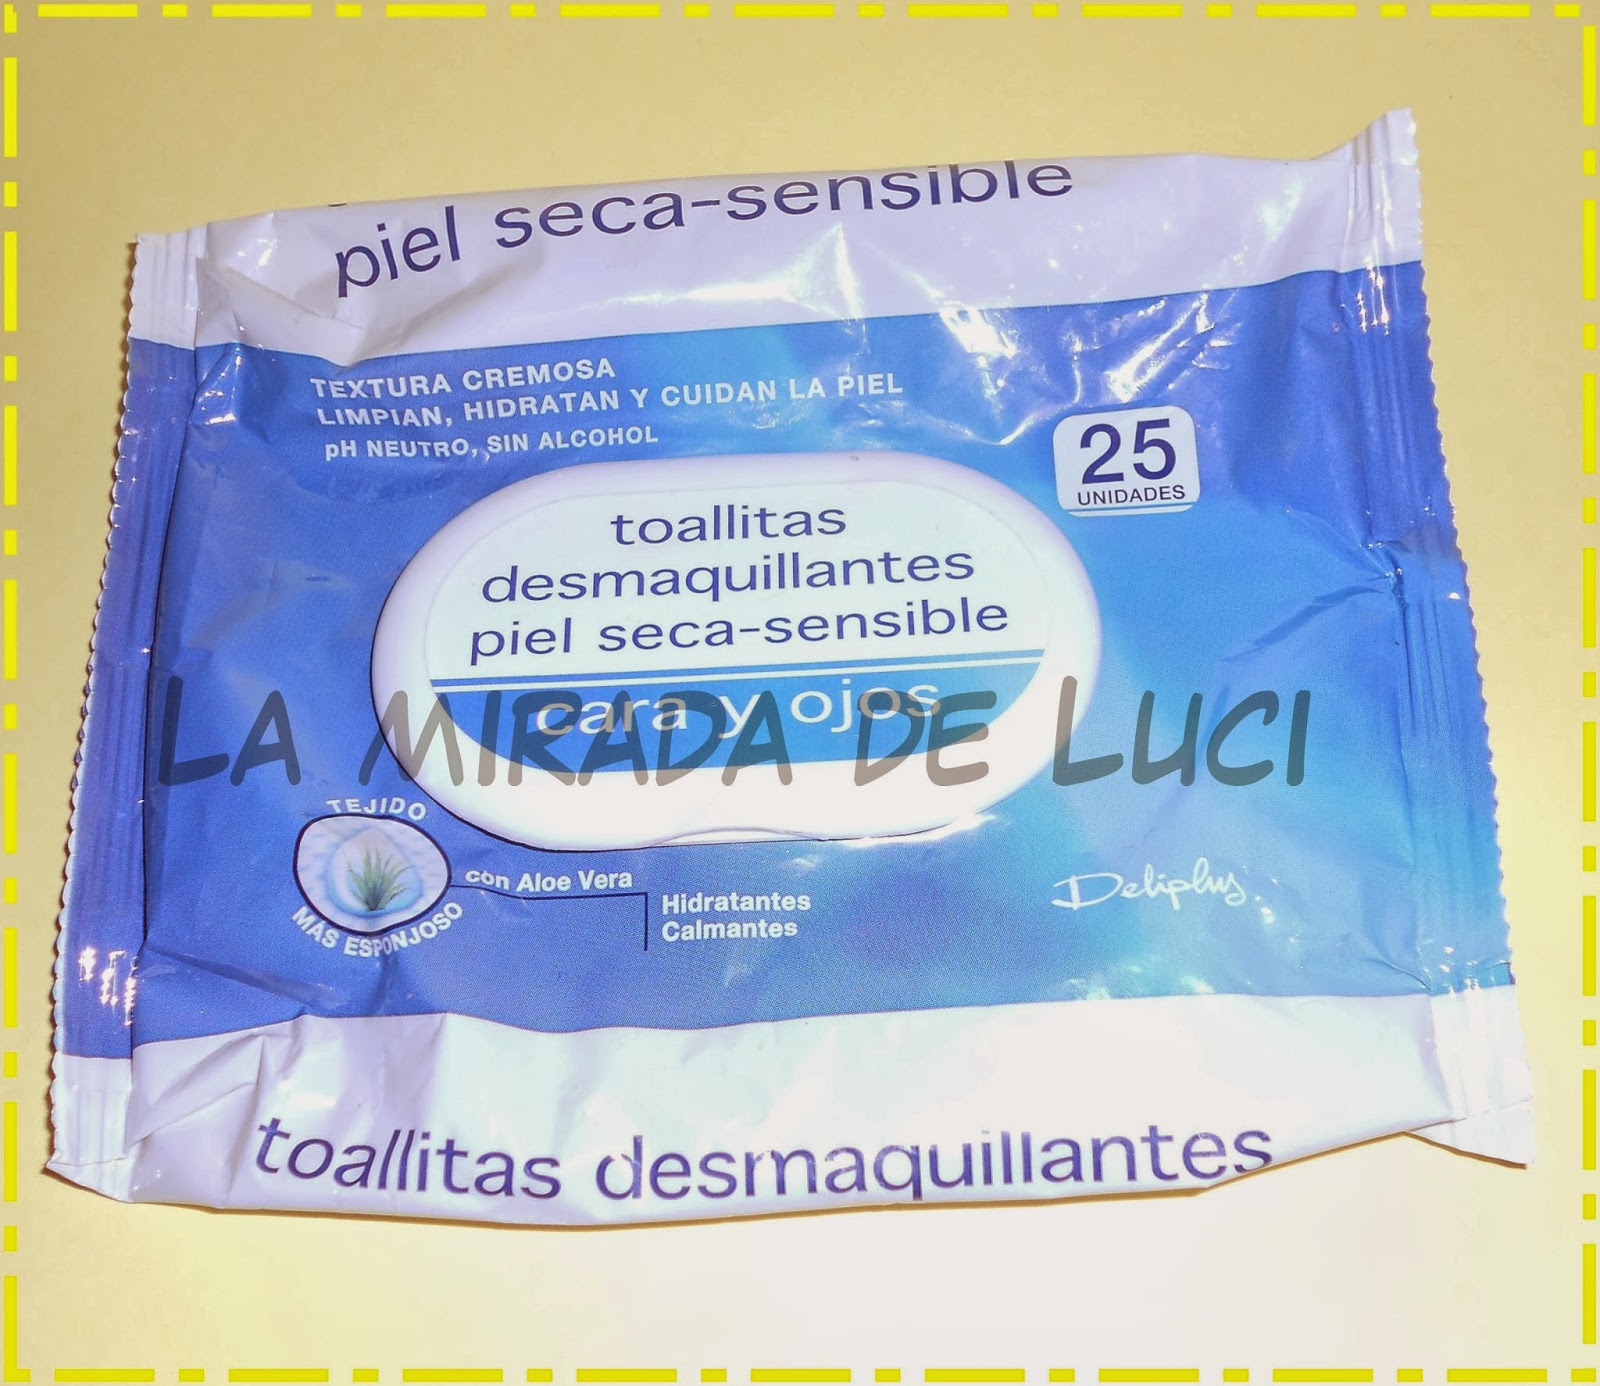 piel seca-sensible
TEXTURA CREMOSA
LIMPIAN, HIDRATAN Y CUIDAN LA PIEL
pH NEUTRO, SIN ALCOHOL
25
UNIDADES
toallitas
desmaquillantes
piel seca-sensible
cara y ojos
LA MIRADA DE LUCI
TEJIDO
MÁS ESPONJOSO
con Aloe Vera
Hidratantes
Calmantes
Deliplus
toallitas desmaquillantes